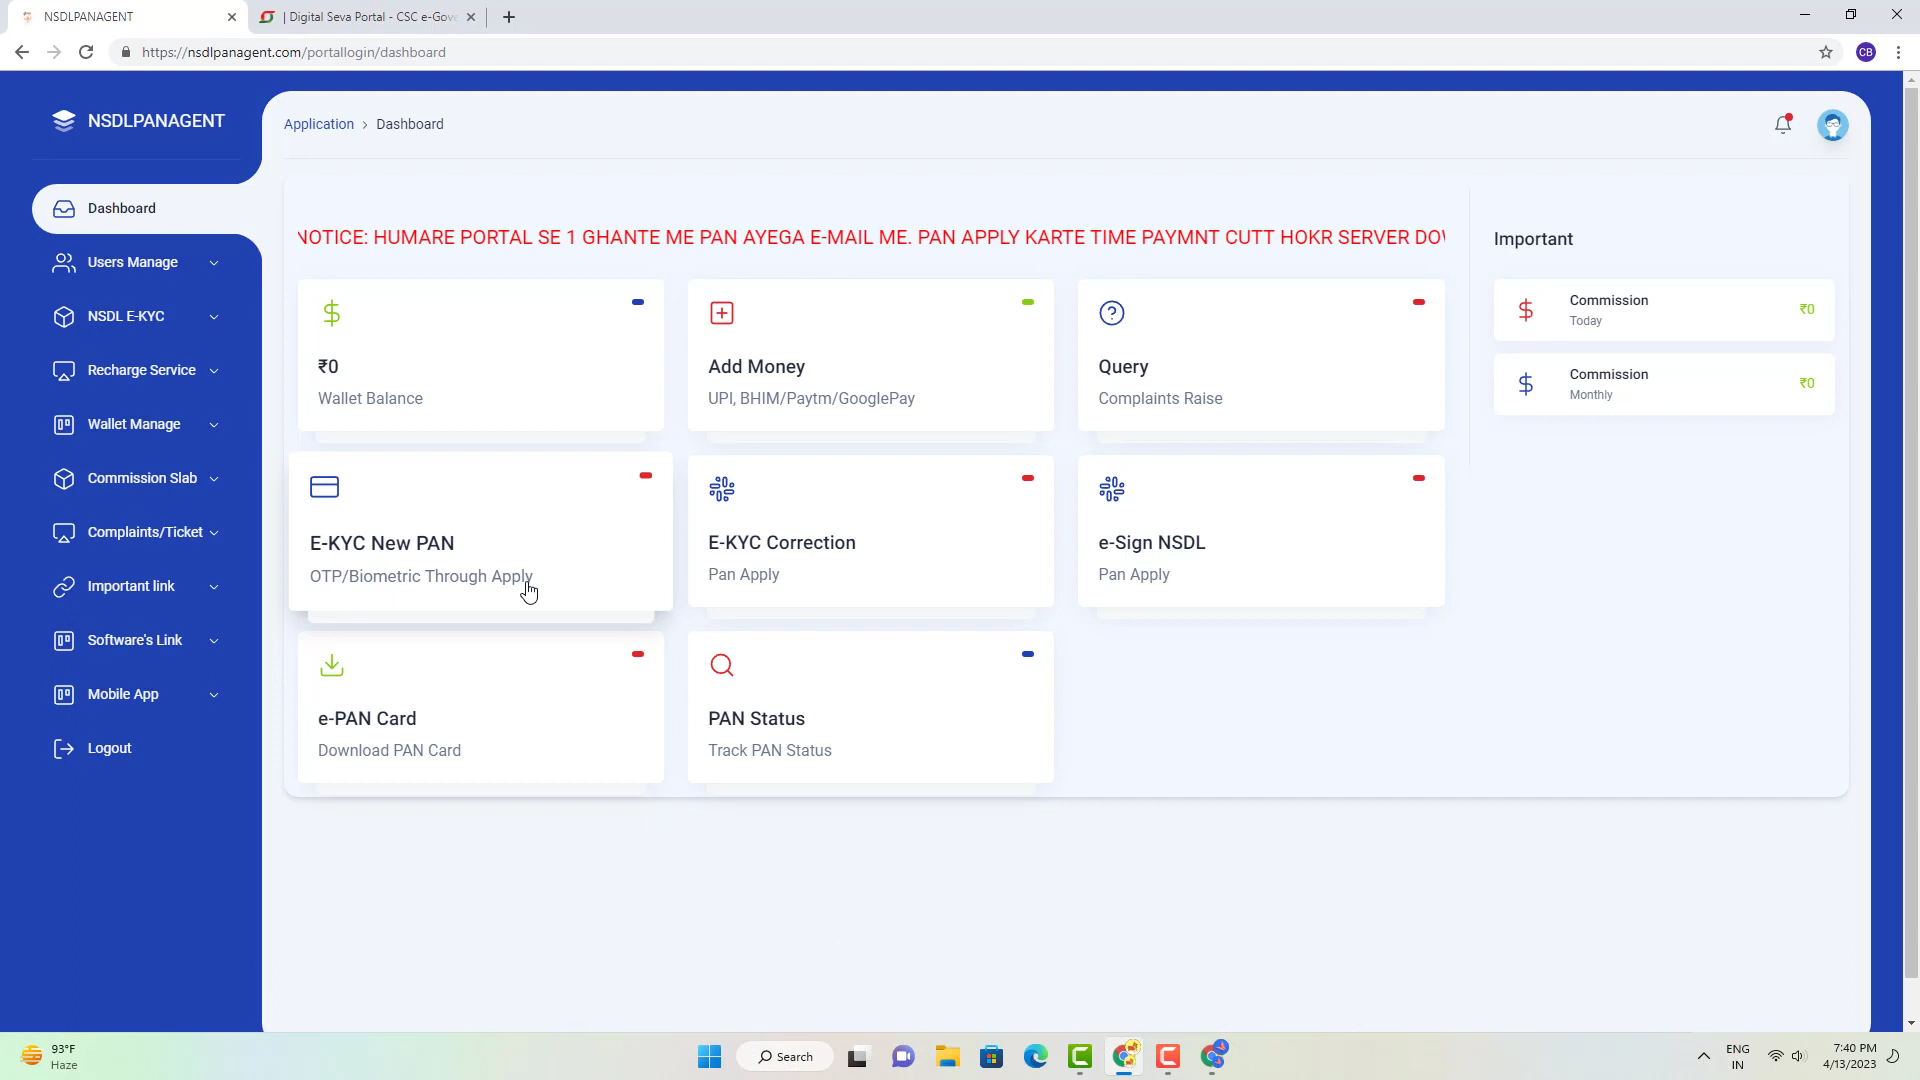 NSDLPANAGENT
| Digital Seva Portal - CSC e-Gove
https://nsdlpanagent.com/portallogin/dashboard
CB
NSDLPANAGENT
Dashboard
Users Manage
NSDL E-KYC
Recharge Service
Wallet Manage
Commission Slab
Complaints/Ticket
Important link
Software's Link
Mobile App
Logout
Application > Dashboard
NOTICE: HUMARE PORTAL SE 1 GHANTE ME PAN AYEGA E-MAIL ME. PAN APPLY KARTE TIME PAYMNT CUTT HOKR SERVER DO
₹0
Wallet Balance
Add Money
UPI, BHIM/Paytm/GooglePay
Query
Complaints Raise
E-KYC New PAN
OTP/Biometric Through Apply
E-KYC Correction
Pan Apply
e-Sign NSDL
Pan Apply
e-PAN Card
Download PAN Card
PAN Status
Track PAN Status
Important
Commission
Today
₹0
Commission
Monthly
₹0
93°F
Haze
Search
ENG
IN
7:40 PM
4/13/2023